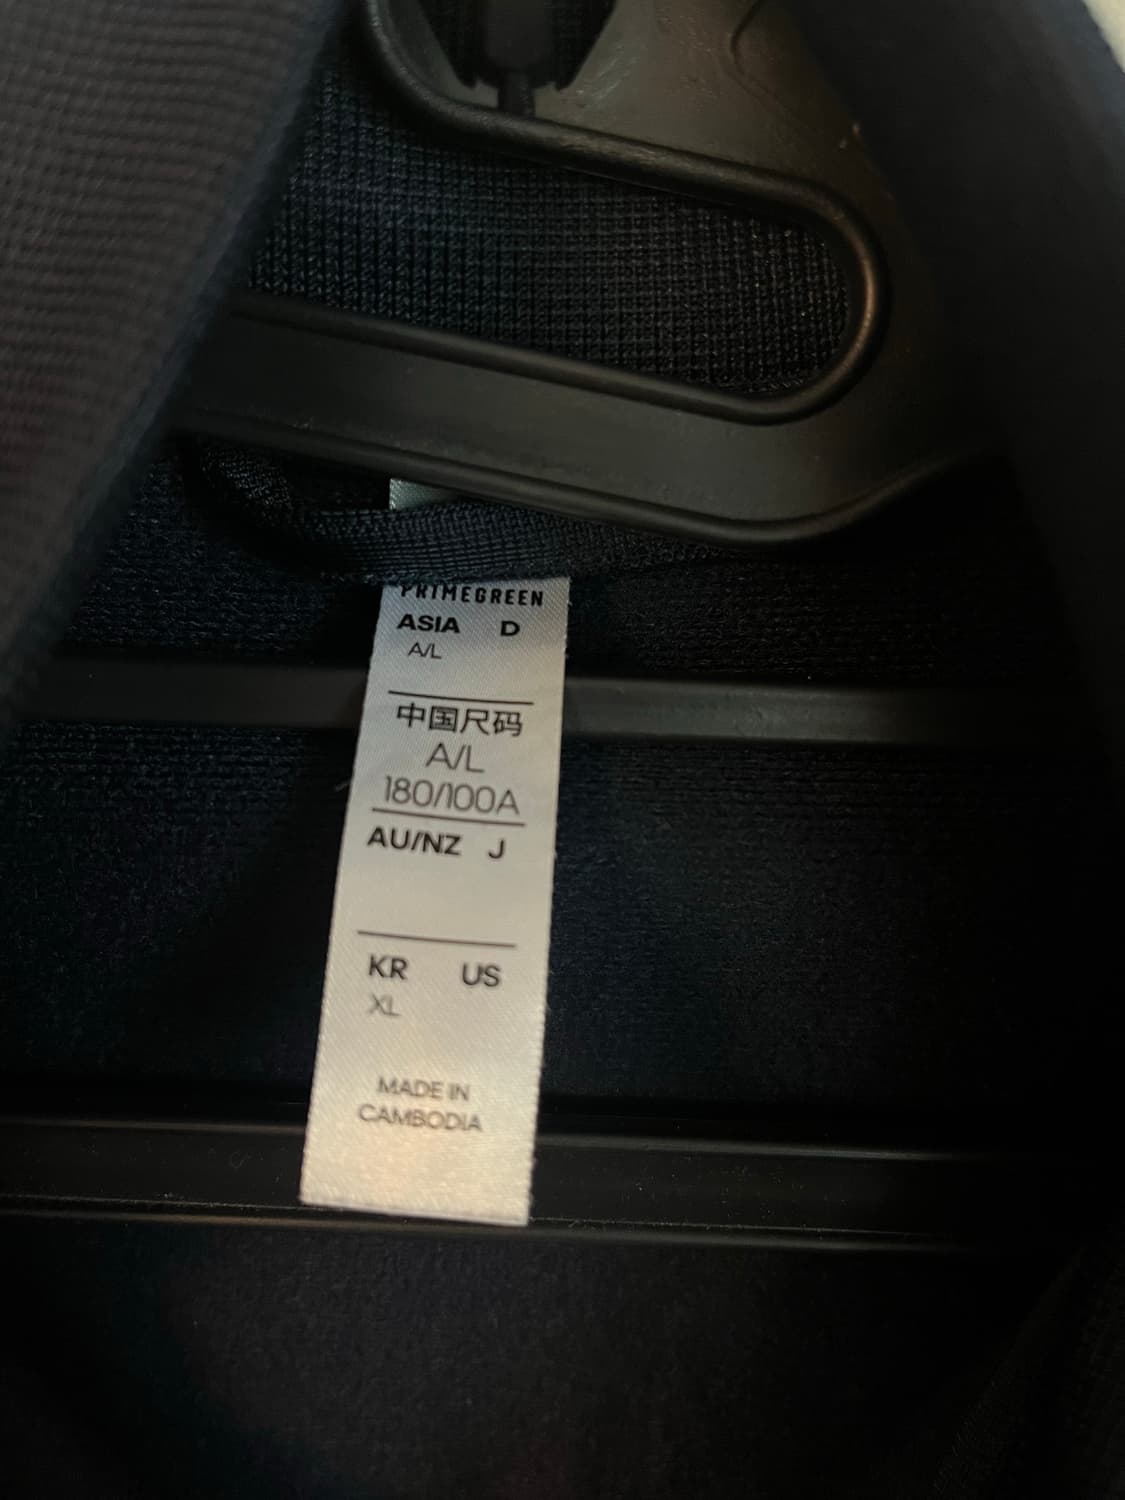 PRIMEGREEN
ASIA D
A/L
中国尺码
A/L
180/100A
AU/NZ J
KR US
XL
MADE IN
CAMBODIA